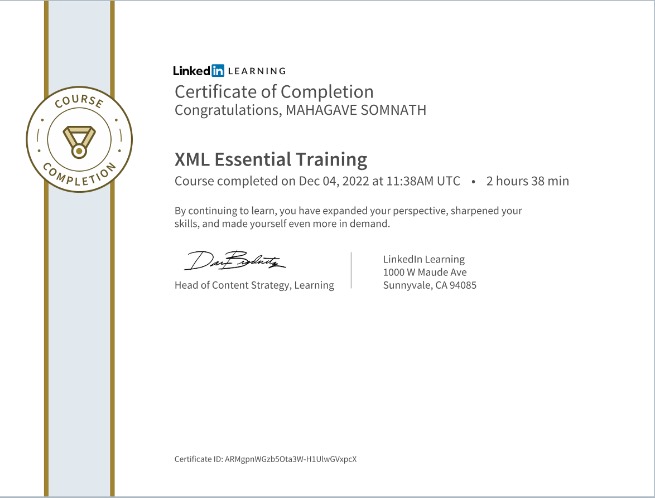 COURSE
COMPLETION
Linked in LEARNING
Certificate of Completion
Congratulations, MAHAGAVE SOMNATH
XML Essential Training
Course completed on Dec 04, 2022 at 11:38AM UTC • 2 hours 38 min
By continuing to learn, you have expanded your perspective, sharpened your
skills, and made yourself even more in demand.
Head of Content Strategy, Learning
LinkedIn Learning
1000 W Maude Ave
Sunnyvale, CA 94085
Certificate ID: ARMgpnWGzb5Ota3W-H1UlwGVxpcX